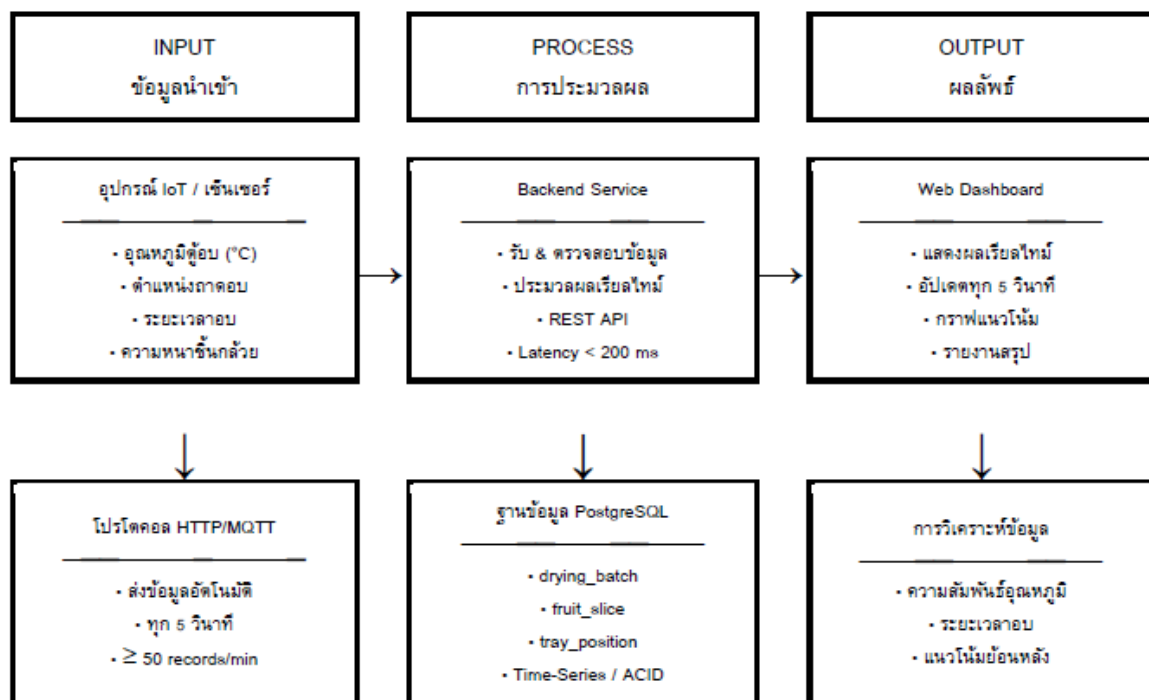 INPUT
ข้อมูลนำเข้า
PROCESS
การประมวลผล
OUTPUT
ผลลัพธ์
อุปกรณ์ IoT / เซ็นเซอร์
• อุณหภูมิตู้อบ (°C)
• ตำแหน่งถาดอบ
• ระยะเวลาอบ
• ความหนาชิ้นกล้วย
→
Backend Service
• รับ & ตรวจสอบข้อมูล
• ประมวลผลเรียลไทม์
• REST API
• Latency < 200 ms
→
Web Dashboard
• แสดงผลเรียลไทม์
• อัปเดตทุก 5 วินาที
• กราฟแนวโน้ม
• รายงานสรุป
↓
↓
↓
โปรโตคอล HTTP/MQTT
• ส่งข้อมูลอัตโนมัติ
• ทุก 5 วินาที
• ≥ 50 records/min
ฐานข้อมูล PostgreSQL
• drying_batch
• fruit_slice
• tray_position
• Time-Series / ACID
การวิเคราะห์ข้อมูล
• ความสัมพันธ์อุณหภูมิ
• ระยะเวลาอบ
• แนวโน้มย้อนหลัง